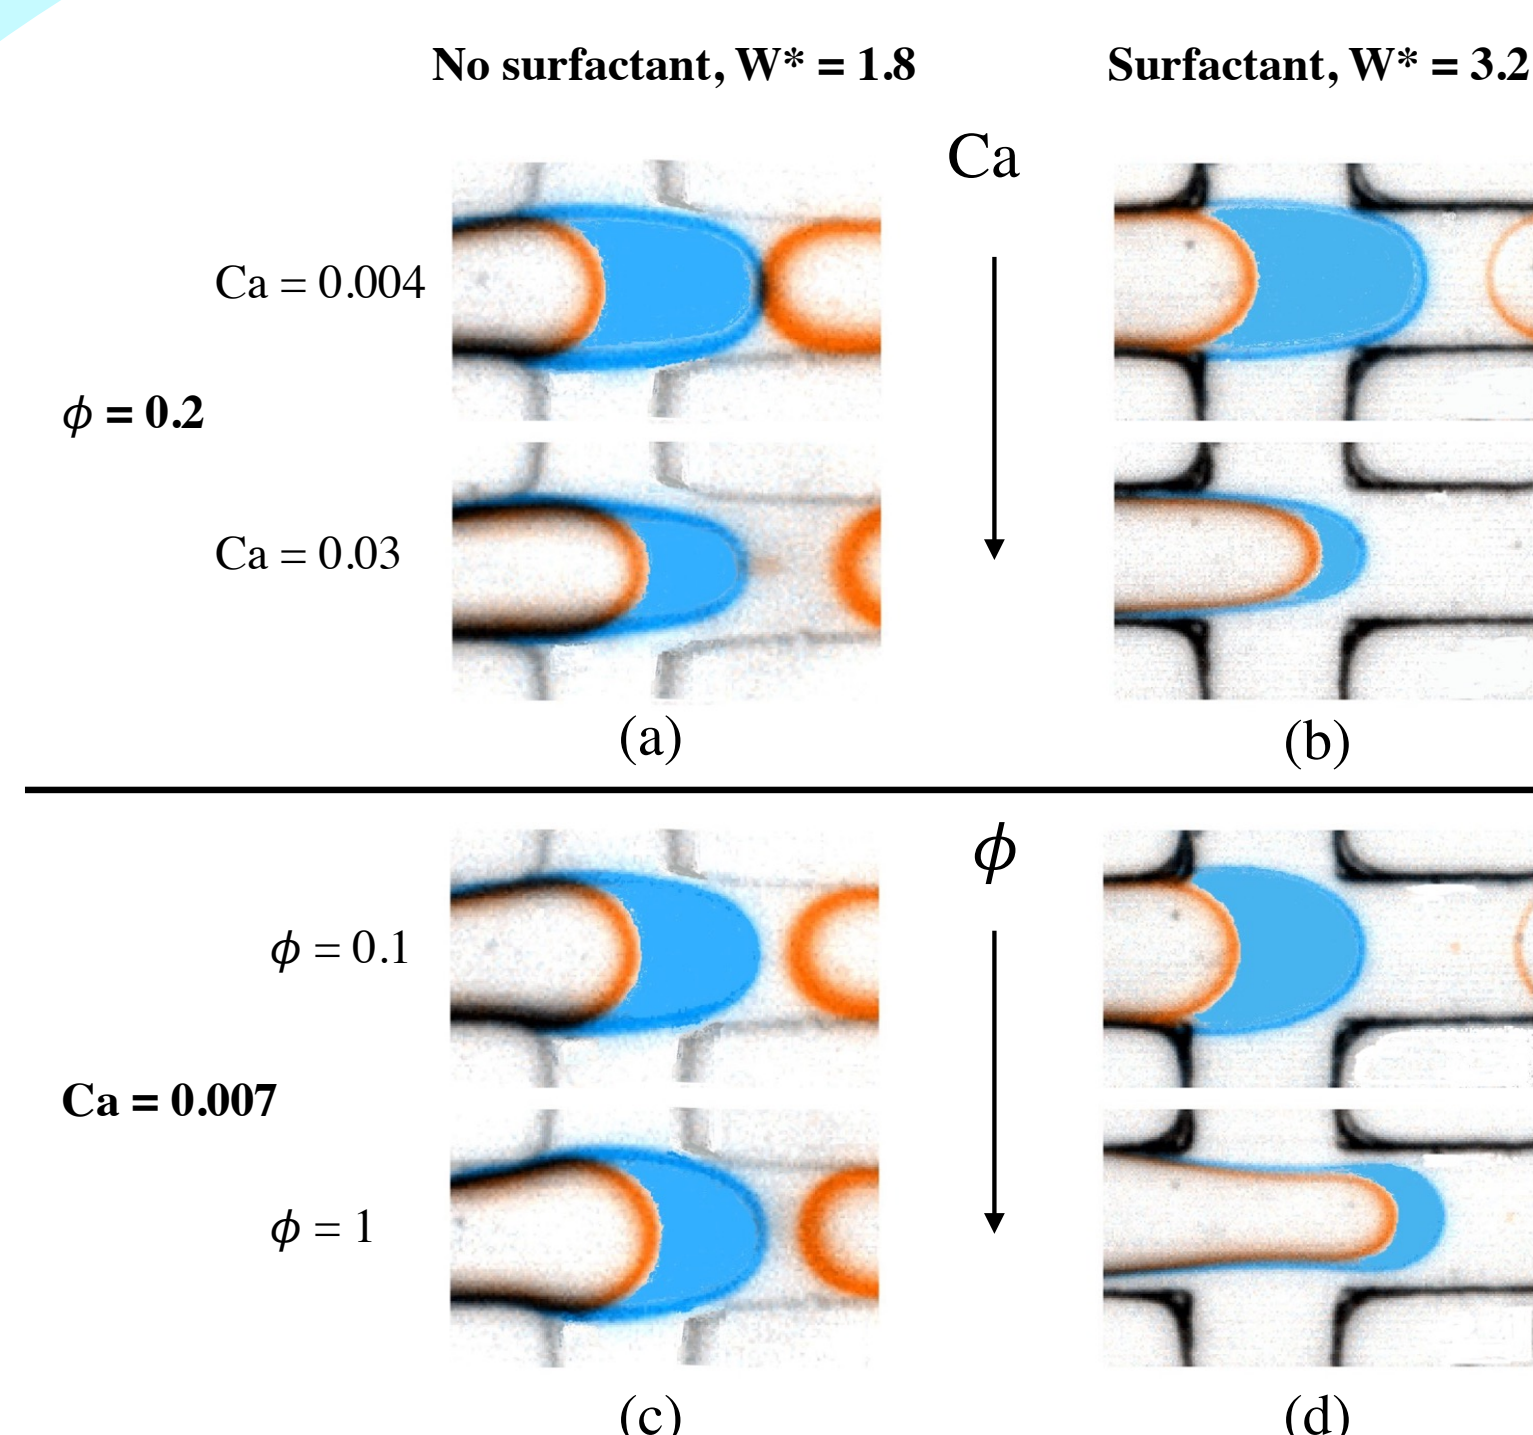 No surfactant, W* = 1.8
Surfactant, W* = 3.2
Ca
Ca = 0.004
ϕ = 0.2
Ca = 0.03
(a)
(b)
ϕ
ϕ = 0.1
Ca = 0.007
ϕ = 1
(c)
(d)